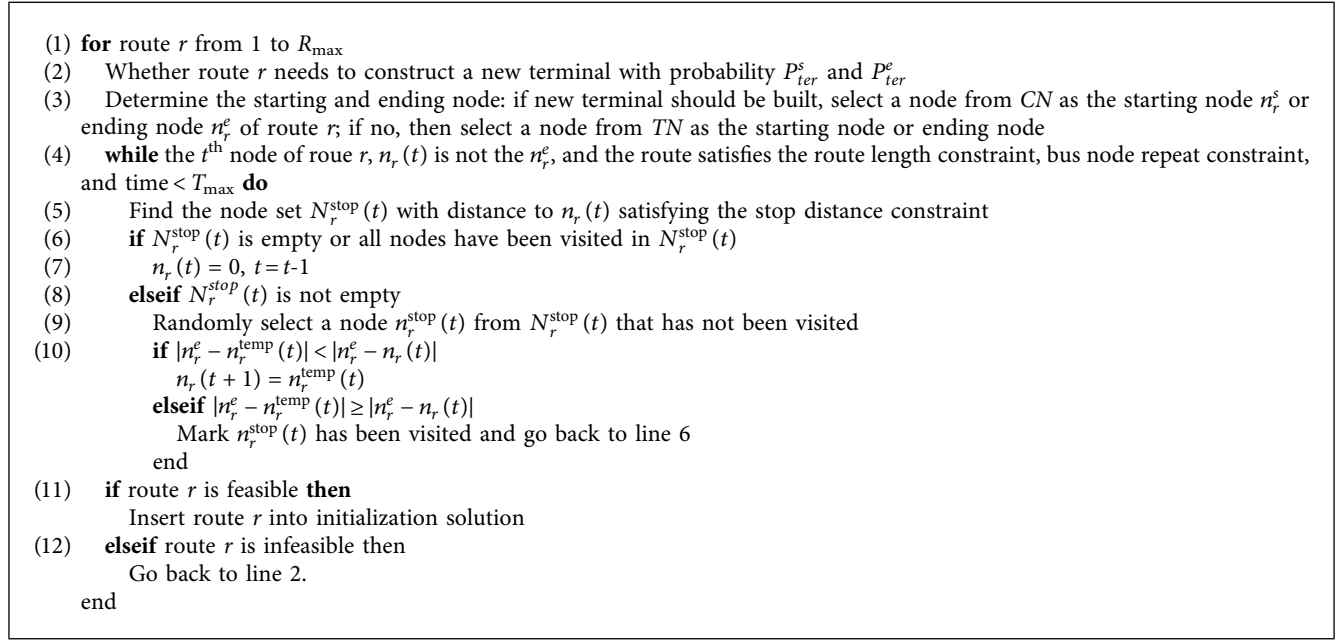 (1) for route r from 1 to R_max
(2) Whether route r needs to construct a new terminal with probability P^s_ter and P^e_ter
(3) Determine the starting and ending node: if new terminal should be built, select a node from CN as the starting node n^s_r or
ending node n^e_r of route r; if no, then select a node from TN as the starting node or ending node
(4) while the t^th node of roue r, n_r (t) is not the n^e_r, and the route satisfies the route length constraint, bus node repeat constraint,
and time < T_max do
(5) Find the node set N^stop_r (t) with distance to n_r (t) satisfying the stop distance constraint
(6) if N^stop_r (t) is empty or all nodes have been visited in N^stop_r (t)
(7) n_r (t) = 0, t = t-1
(8) elseif N^stop_r (t) is not empty
(9) Randomly select a node n^stop_r (t) from N^stop_r (t) that has not been visited
(10) if |n^e_r − n^temp_r (t)| < |n^e_r − n_r (t)|
n_r (t + 1) = n^temp_r (t)
elseif |n^e_r − n^temp_r (t)| ≥ |n^e_r − n_r (t)|
Mark n^stop_r (t) has been visited and go back to line 6
end
(11) if route r is feasible then
Insert route r into initialization solution
(12) elseif route r is infeasible then
Go back to line 2.
end